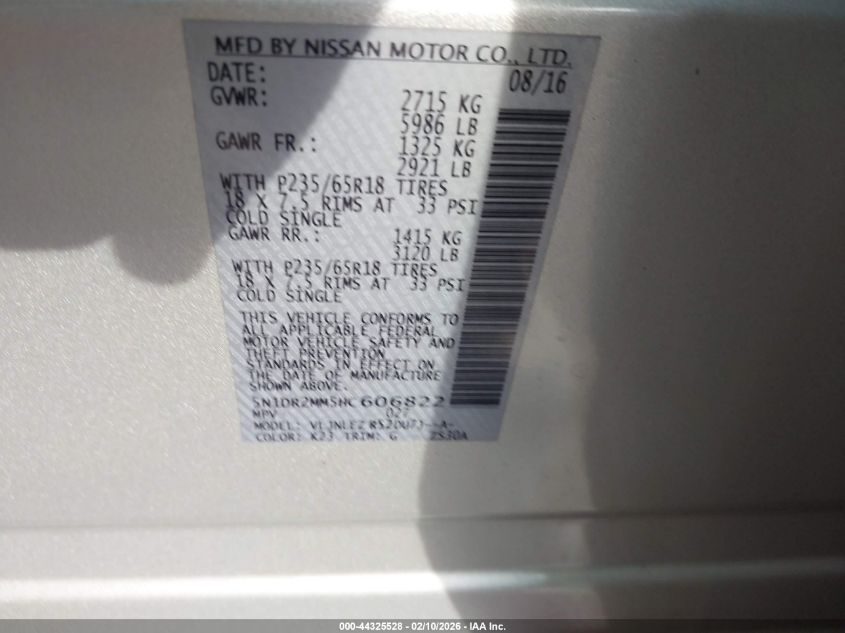 MFD BY NISSAN MOTOR CO., LTD.
DATE: 08/16
GVWR: 2715 KG
5986 LB
GAWR FR.: 1325 KG
2921 LB
WITH P235/65R18 TIRES
18 X 7.5 RIMS AT 33 PSI
COLD SINGLE
GAWR RR.: 1415 KG
3120 LB
WITH P235/65R18 TIRES
18 X 7.5 RIMS AT 33 PSI
COLD SINGLE
THIS VEHICLE CONFORMS TO
ALL APPLICABLE FEDERAL
MOTOR VEHICLE SAFETY AND
THEFT PREVENTION
STANDARDS IN EFFECT ON
THE DATE OF MANUFACTURE
SHOWN ABOVE.
5N1DR2MM5HC606822
MPV 027
MODEL:
COLOR: K23 TRIM: G 2S30A
000-44325528 - 02/10/2026 - IAA Inc.